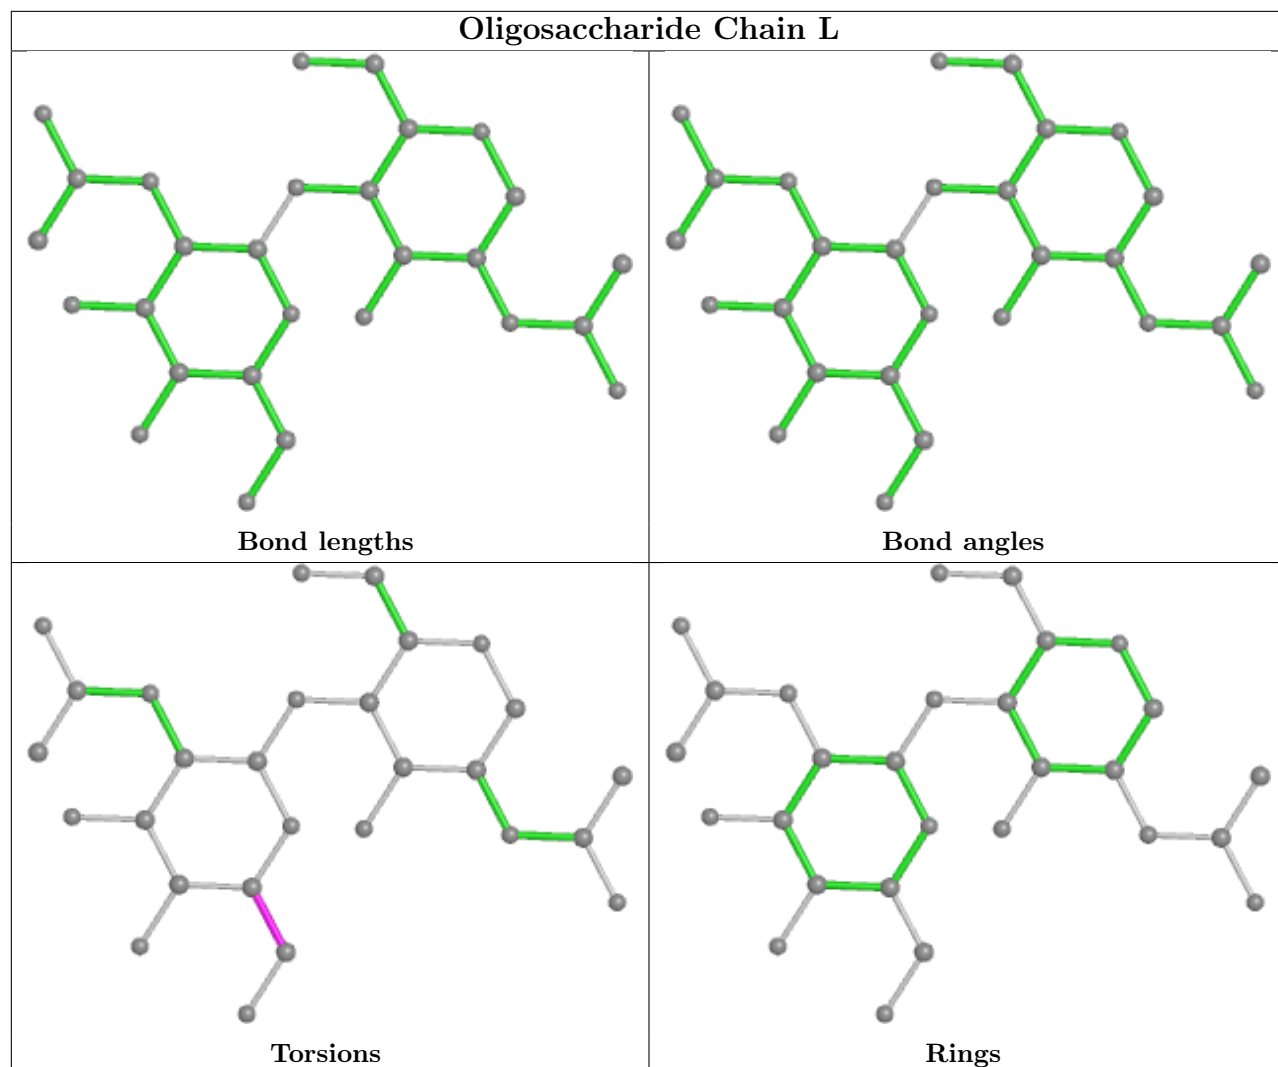 Oligosaccharide Chain L
Bond lengths
Bond angles
Torsions
Rings